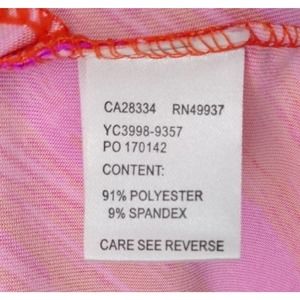 CA28334 RN49937
YC3998-9357
PO 170142
CONTENT:
91% POLYESTER
9% SPANDEX
CARE SEE REVERSE